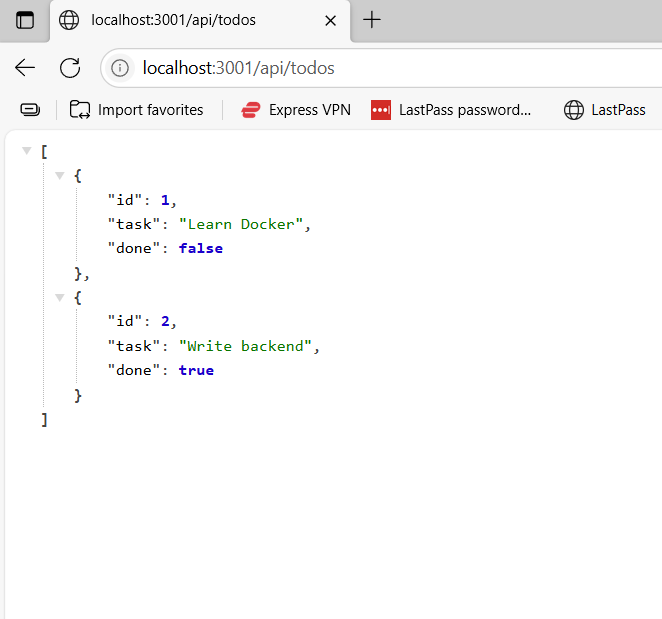 localhost:3001/api/todos
localhost:3001/api/todos
Import favorites Express VPN LastPass password... LastPass
[
{
"id": 1,
"task": "Learn Docker",
"done": false
},
{
"id": 2,
"task": "Write backend",
"done": true
}
]